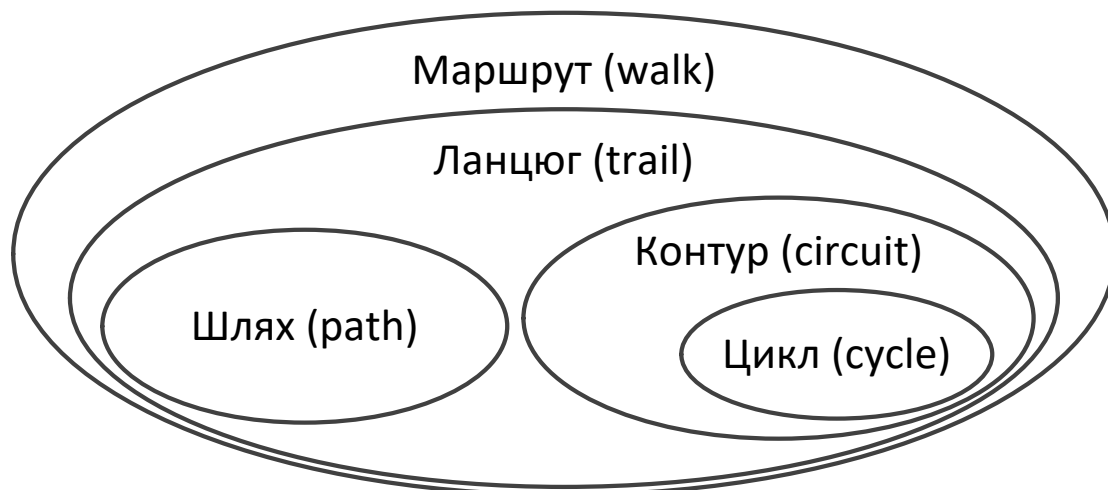 Маршрут (walk)
Ланцюг (trail)
Контур (circuit)
Шлях (path)
Цикл (cycle)